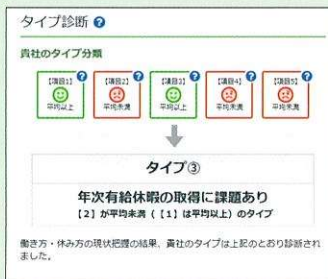 タイプ診断 ?
貴社のタイプ分類
【項目1】 ? 【項目2】 ? 【項目3】 ? 【項目4】 ? 【項目5】 ?
平均以上 平均未満 平均以上 平均未満 平均未満
タイプ③
年次有給休暇の取得に課題あり
【2】が平均未満（【1】は平均以上）のタイプ
働き方・休み方の現状把握の結果、貴社のタイプは上記のとおり診断され
ました。